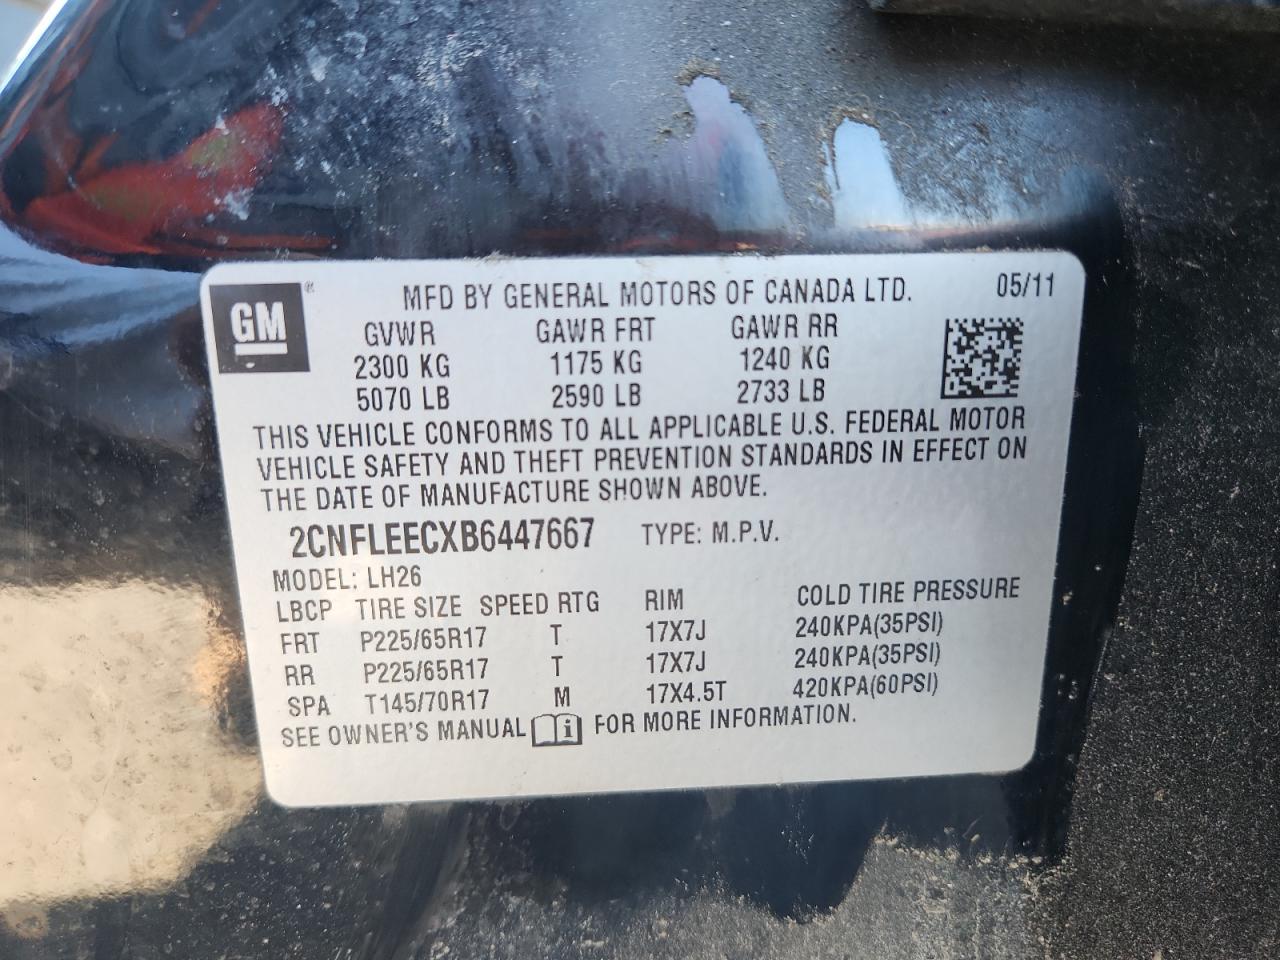 GM ®
MFD BY GENERAL MOTORS OF CANADA LTD. 05/11
GVWR GAWR FRT GAWR RR
2300 KG 1175 KG 1240 KG
5070 LB 2590 LB 2733 LB
THIS VEHICLE CONFORMS TO ALL APPLICABLE U.S. FEDERAL MOTOR
VEHICLE SAFETY AND THEFT PREVENTION STANDARDS IN EFFECT ON
THE DATE OF MANUFACTURE SHOWN ABOVE.
2CNFLEECXB6447667 TYPE: M.P.V.
MODEL: LH26
LBCP TIRE SIZE SPEED RTG RIM COLD TIRE PRESSURE
FRT P225/65R17 T 17X7J 240KPA(35PSI)
RR P225/65R17 T 17X7J 240KPA(35PSI)
SPA T145/70R17 M 17X4.5T 420KPA(60PSI)
SEE OWNER'S MANUAL i FOR MORE INFORMATION.